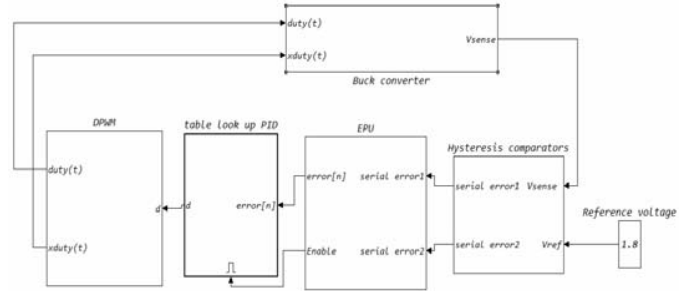 duty(t)
Vsense
xduty(t)
Buck converter
DPWM
table look up PID
EPU
Hysteresis comparators
duty(t)
error[n]
serial error1
serial error1
Vsense
Reference voltage
d
d
error[n]
xduty(t)
Enable
serial error2
serial error2
Vref
1.8